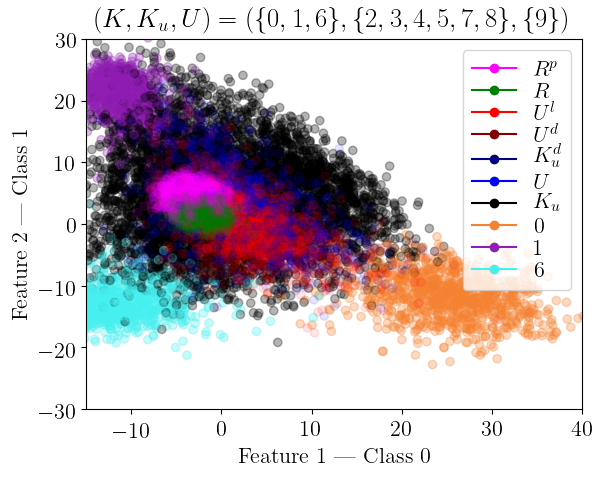 (K, K_u, U) = ({0, 1, 6}, {2, 3, 4, 5, 7, 8}, {9})
30
20
10
0
−10
−20
−30
Feature 2 — Class 1
R^p
R
U^l
U^d
K_u^d
U
K_u
0
1
6
−10
0
10
20
30
40
Feature 1 — Class 0